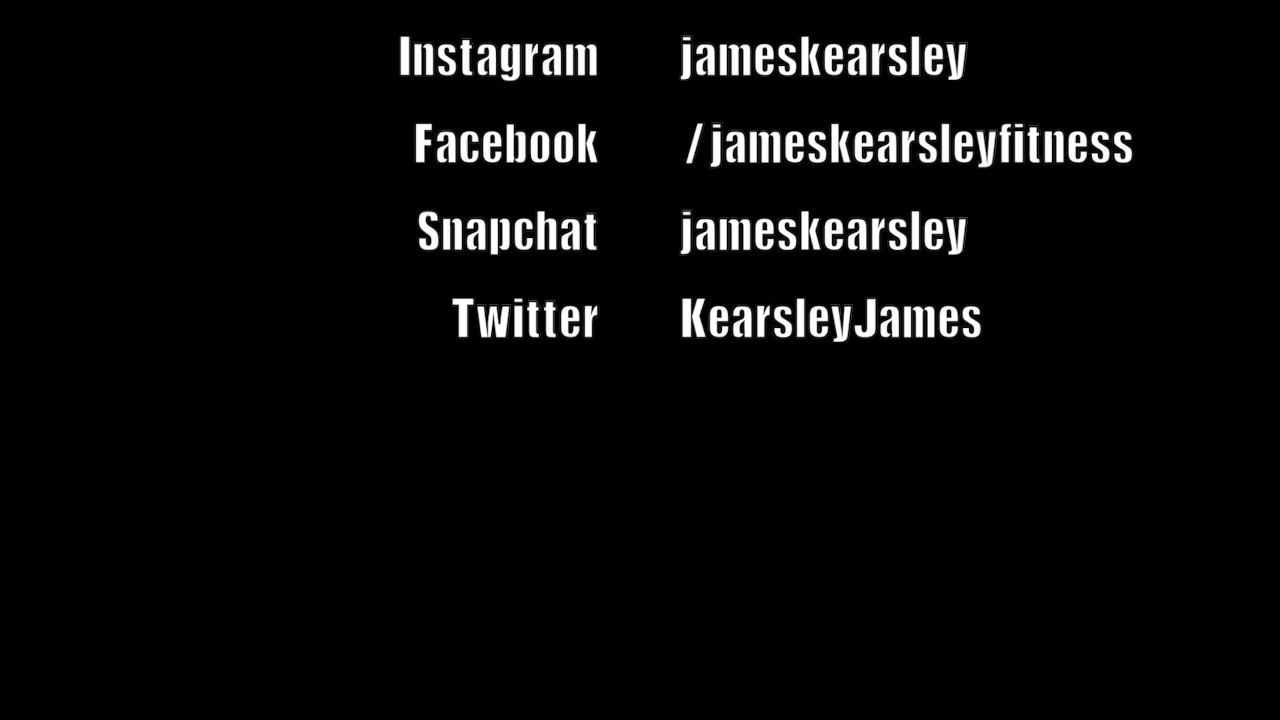 Instagram jameskearsley
Facebook /jameskearsleyfitness
Snapchat jameskearsley
Twitter KearsleyJames